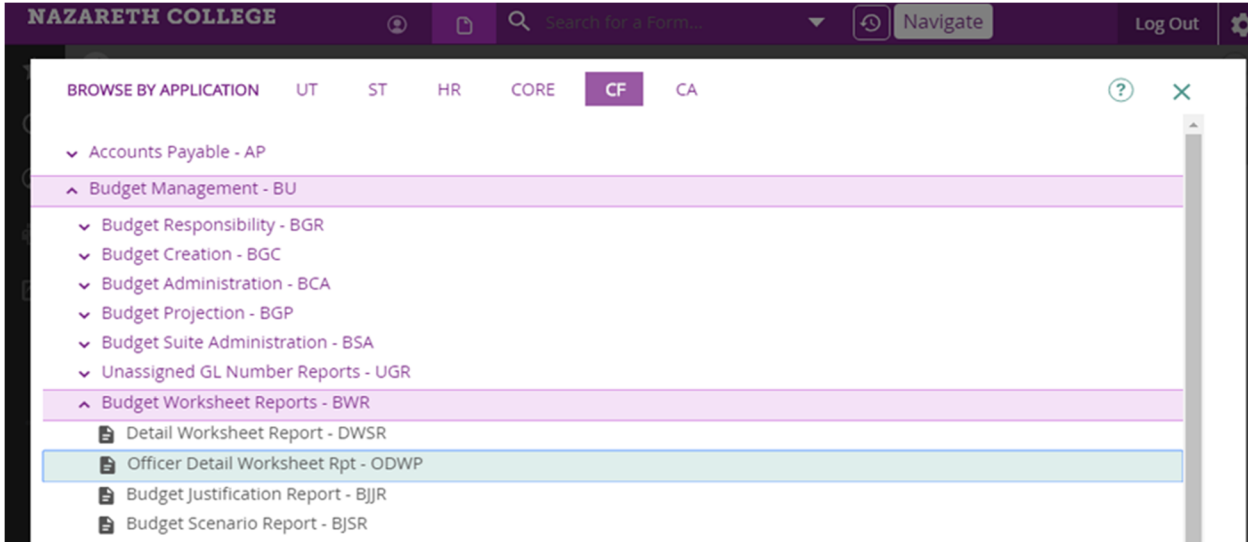 NAZARETH COLLEGE
Search for a Form...
Navigate
Log Out
BROWSE BY APPLICATION UT ST HR CORE CF CA
?
Accounts Payable - AP
Budget Management - BU
Budget Responsibility - BGR
Budget Creation - BGC
Budget Administration - BCA
Budget Projection - BGP
Budget Suite Administration - BSA
Unassigned GL Number Reports - UGR
Budget Worksheet Reports - BWR
Detail Worksheet Report - DWSR
Officer Detail Worksheet Rpt - ODWP
Budget Justification Report - BJJR
Budget Scenario Report - BJSR